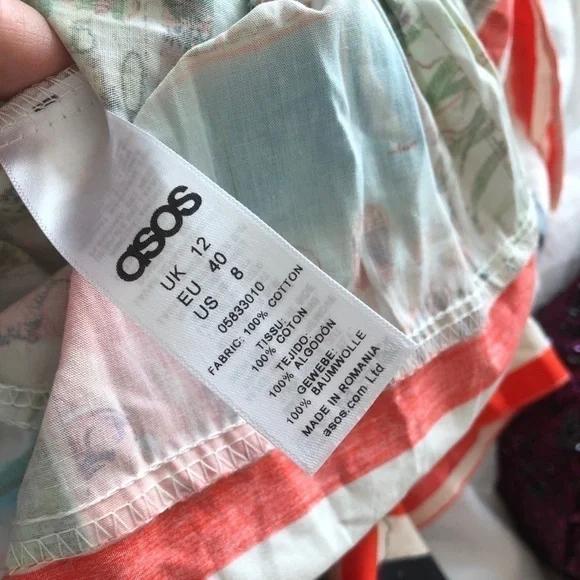 asos
UK 12
EU 40
US 8
05833010
FABRIC: 100% COTTON
TISSU:
100% COTON
TEJIDO:
100% ALGODÓN
GEWEBE:
100% BAUMWOLLE
MADE IN ROMANIA
asos.com Ltd